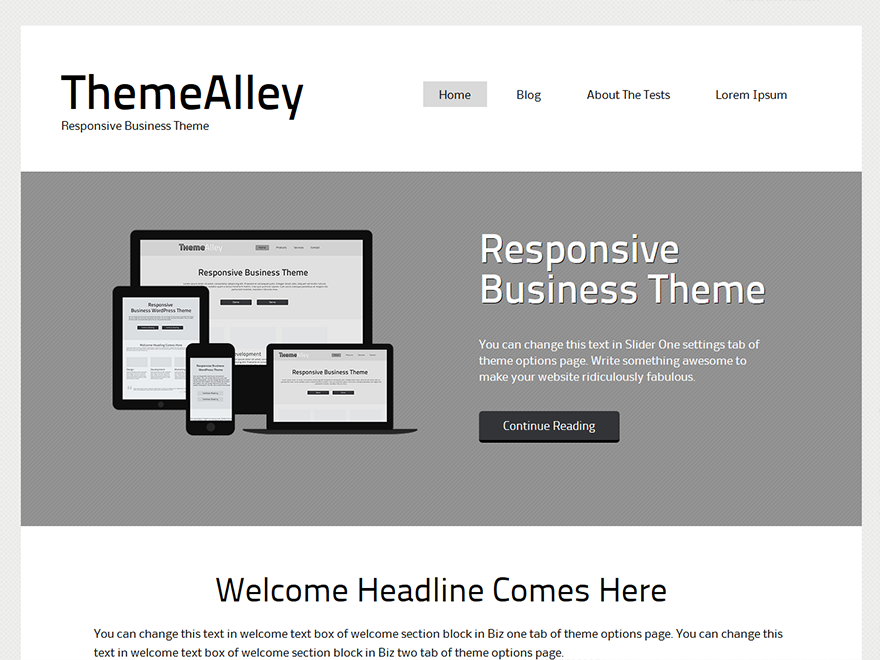 ThemeAlley
Responsive Business Theme
Home
Blog
About The Tests
Lorem Ipsum
ThemeAlley
Responsive Business Theme
Responsive
Business WordPress Theme
Welcome Heading Comes Here
Responsive Business
WordPress Theme
Development
Responsive Business Theme
Responsive
Business Theme
You can change this text in Slider One settings tab of
theme options page. Write something awesome to
make your website ridiculously fabulous.
Continue Reading
Welcome Headline Comes Here
You can change this text in welcome text box of welcome section block in Biz one tab of theme options page. You can change this
text in welcome text box of welcome section block in Biz two tab of theme options page.